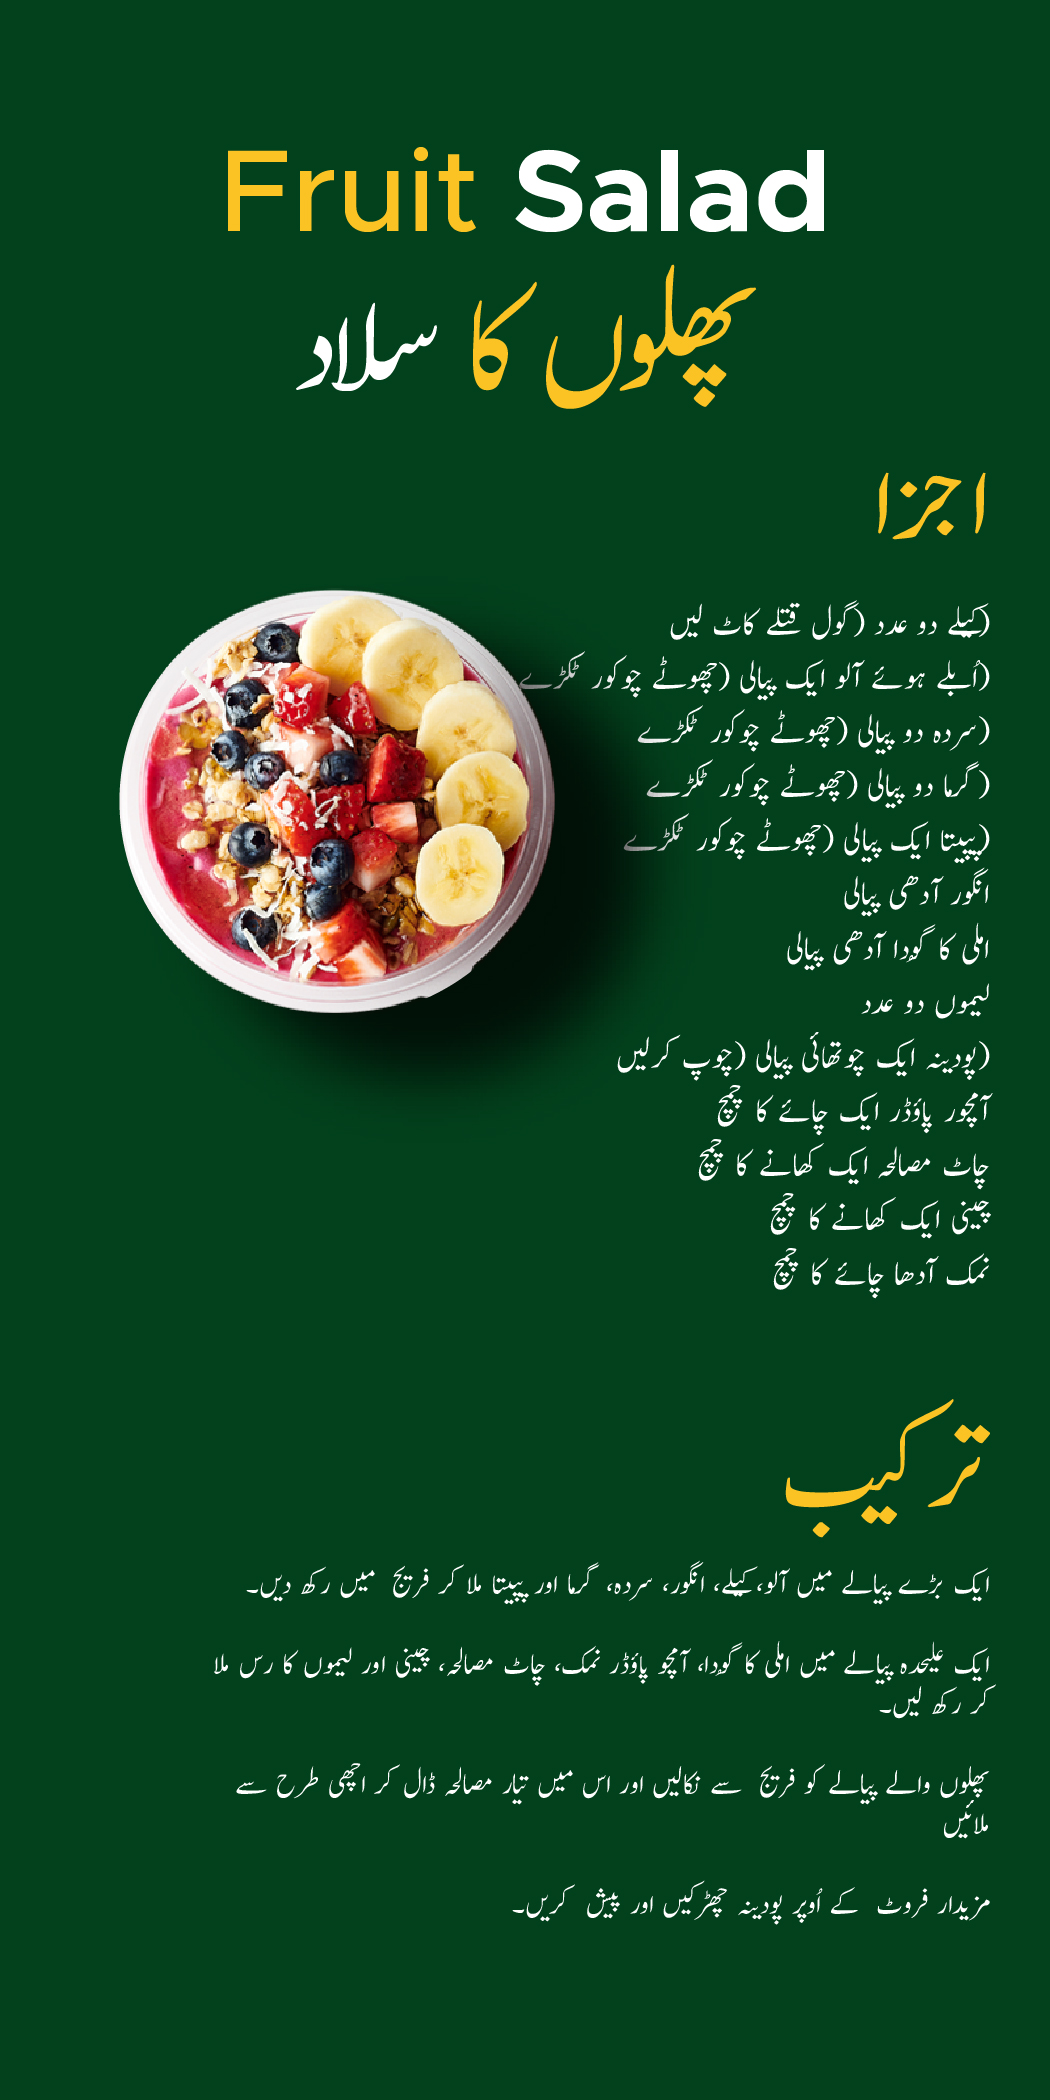 Fruit Salad
پھلوں کا سلاد
اجزا
(کیلے دو عدد (گول قتلے کاٹ لیں
(اُبلے ہوئے آلو ایک پیالی (چھوٹے چوکور ٹکڑے
(سردہ دو پیالی (چھوٹے چوکور ٹکڑے
(گرما دو پیالی (چھوٹے چوکور ٹکڑے
(پپیتا ایک پیالی (چھوٹے چوکور ٹکڑے
انگور آدھی پیالی
املی کا گودا آدھی پیالی
لیموں دو عدد
(پودینہ ایک چوتھائی پیالی (چوپ کرلیں
آمچور پاؤڈر ایک چائے کا چمچ
چاٹ مصالحہ ایک کھانے کا چمچ
چینی ایک کھانے کا چمچ
نمک آدھا چائے کا چمچ
ترکیب
ایک بڑے پیالے میں آلو، کیلے، انگور، سردہ، گرما اور پپیتا ملا کر فریج میں رکھ دیں۔
ایک علیحدہ پیالے میں املی کا گودا، آمچو پاؤڈر نمک، چاٹ مصالحہ، چینی اور لیموں کا رس ملا
کر رکھ لیں۔
پھلوں والے پیالے کو فریج سے نکالیں اور اس میں تیار مصالحہ ڈال کر اچھی طرح سے
ملائیں
مزیدار فروٹ کے اُوپر پودینہ چھڑکیں اور پیش کریں۔